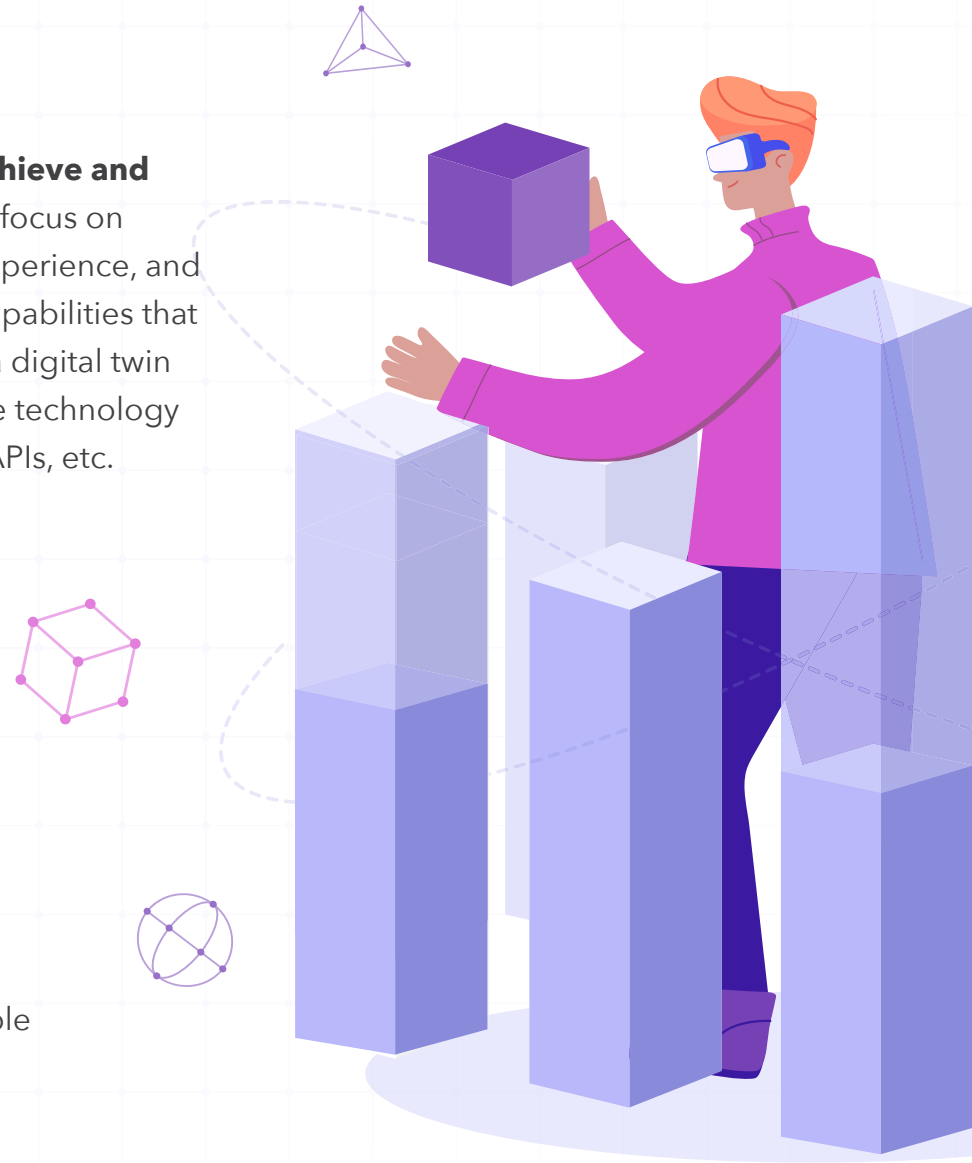 hieve and
focus on
perience, and
pabilities that
digital twin
technology
APIs, etc.
ole